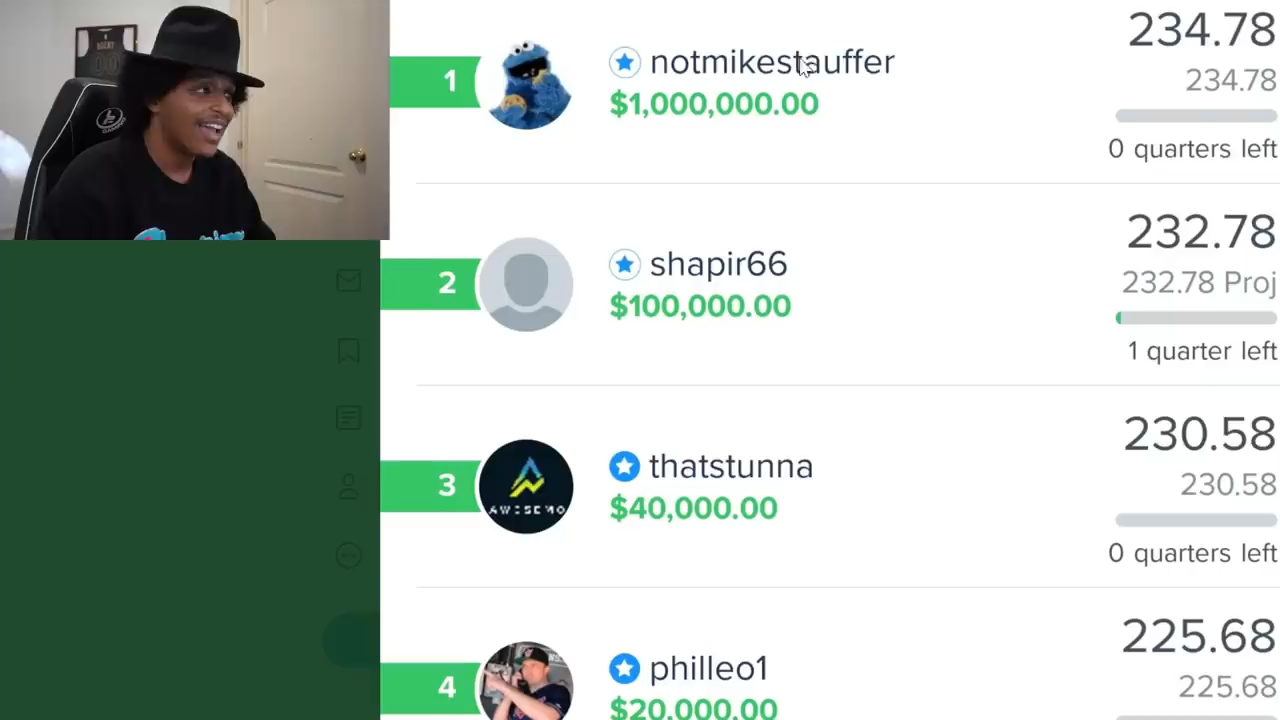 1
notmikestauffer
$1,000,000.00
234.78
234.78
0 quarters left
2
shapir66
$100,000.00
232.78
232.78 Proj
1 quarter left
3
AWESEMO
thatstunna
$40,000.00
230.58
230.58
0 quarters left
4
philleo1
$20,000.00
225.68
225.68